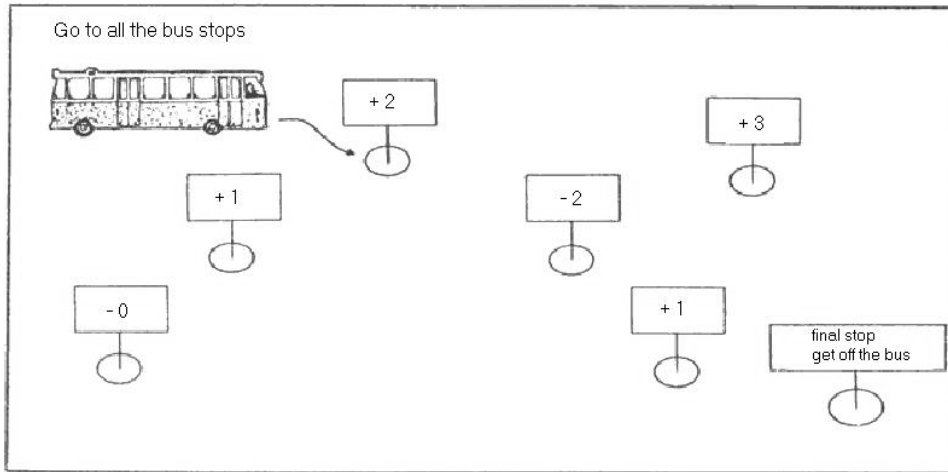 Go to all the bus stops
+ 2
+ 3
+ 1
- 2
- 0
+ 1
final stop
get off the bus